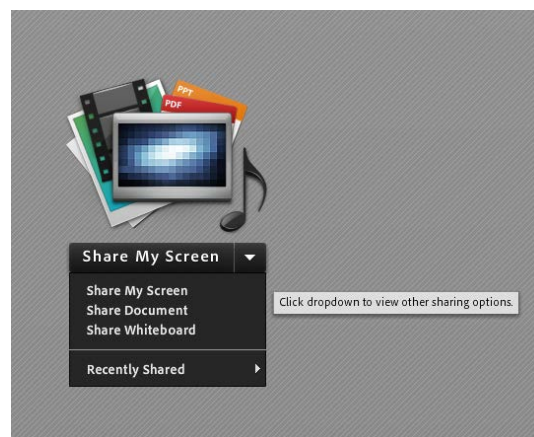 PPT
PDF
Share My Screen
Share My Screen
Share Document
Click dropdown to view other sharing options.
Share Whiteboard
Recently Shared